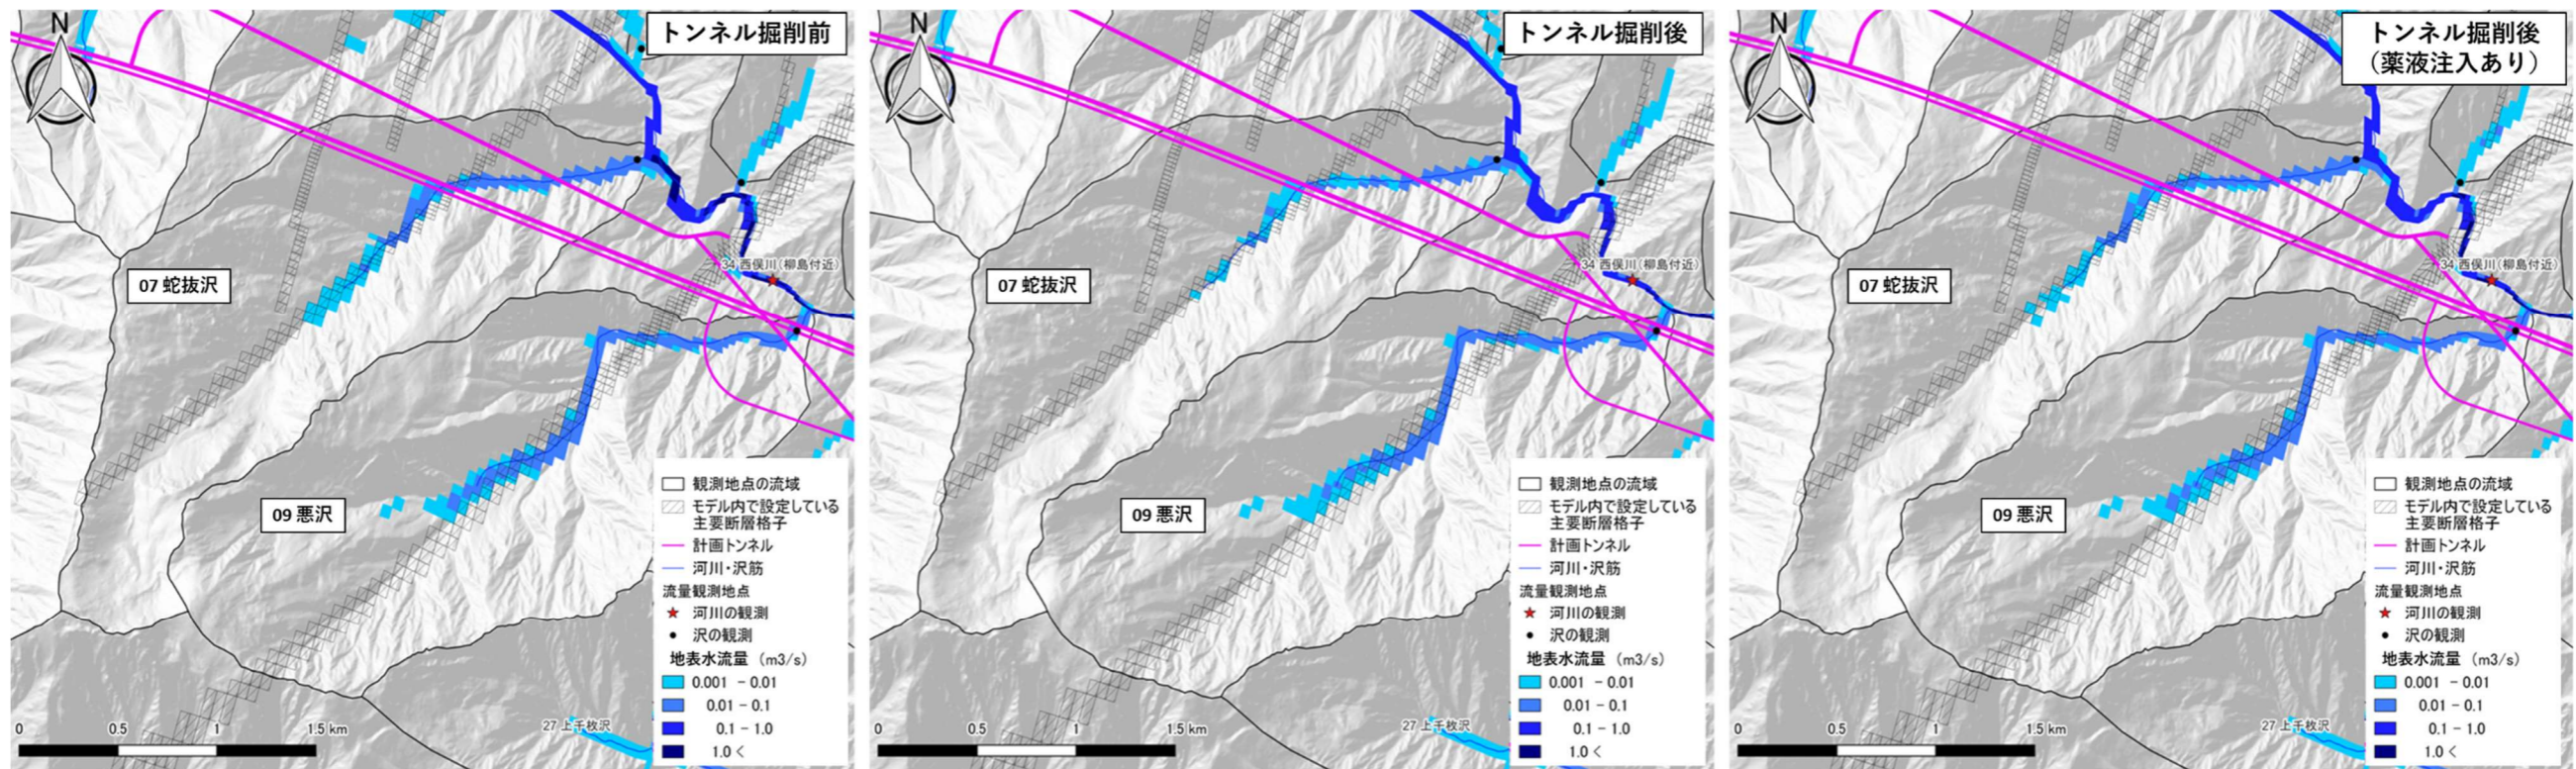 N
トンネル掘削前
34 西俣川(柳島付近)
07 蛇抜沢
09 悪沢
観測地点の流域
モデル内で設定している
主要断層格子
計画トンネル
河川・沢筋
流量観測地点
河川の観測
沢の観測
地表水流量 (m3/s)
0.001 - 0.01
0.01 - 0.1
0.1 - 1.0
1.0 <
27 上千枚沢
0 0.5 1 1.5 km
N
トンネル掘削後
34 西俣川(柳島付近)
07 蛇抜沢
09 悪沢
観測地点の流域
モデル内で設定している
主要断層格子
計画トンネル
河川・沢筋
流量観測地点
河川の観測
沢の観測
地表水流量 (m3/s)
0.001 - 0.01
0.01 - 0.1
0.1 - 1.0
1.0 <
27 上千枚沢
0 0.5 1 1.5 km
N
トンネル掘削後
(薬液注入あり)
34 西俣川(柳島付近)
07 蛇抜沢
09 悪沢
観測地点の流域
モデル内で設定している
主要断層格子
計画トンネル
河川・沢筋
流量観測地点
河川の観測
沢の観測
地表水流量 (m3/s)
0.001 - 0.01
0.01 - 0.1
0.1 - 1.0
1.0 <
27 上千枚沢
0 0.5 1 1.5 km